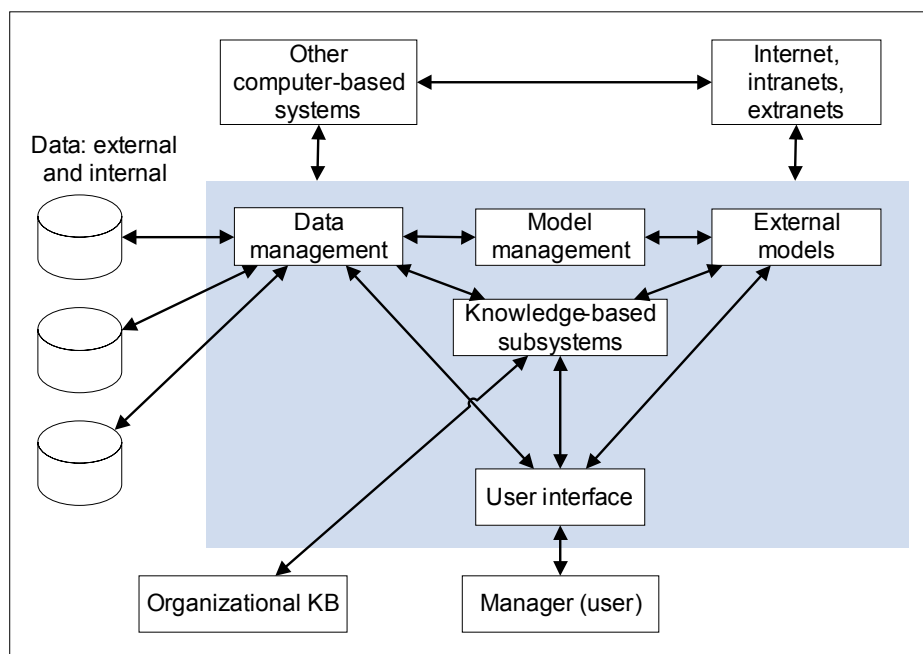 Other
computer-based
systems
Internet,
intranets,
extranets
Data: external
and internal
Data
management
Model
management
External
models
Knowledge-based
subsystems
User interface
Organizational KB
Manager (user)